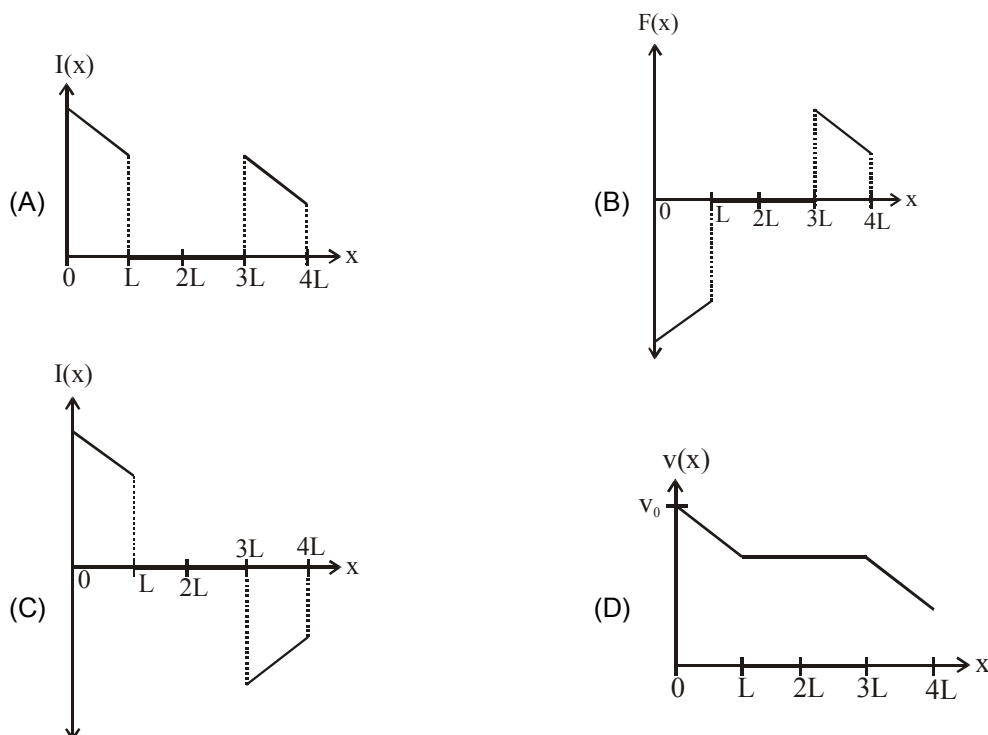 I(x)
(A)
0 L 2L 3L 4L x
F(x)
(B)
0 L 2L 3L 4L x
I(x)
(C)
0 L 2L 3L 4L x
v(x)
v₀
(D)
0 L 2L 3L 4L x